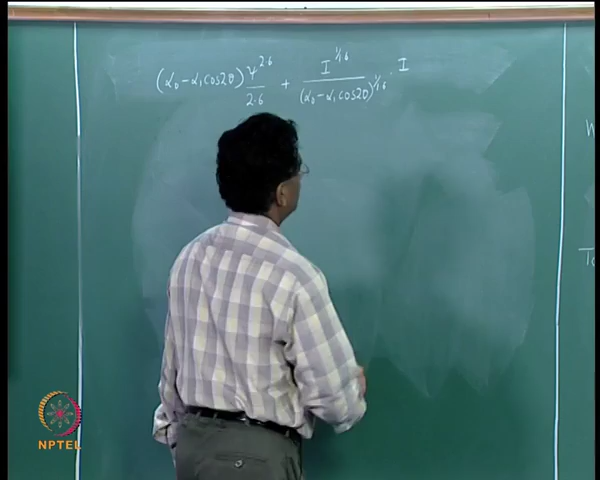 (α₀ − α₁ cos2θ) ψ^2.6 / 2.6 + I^1/1.6 / (α₀ − α₁ cos2θ)^1/1.6 · I
NPTEL